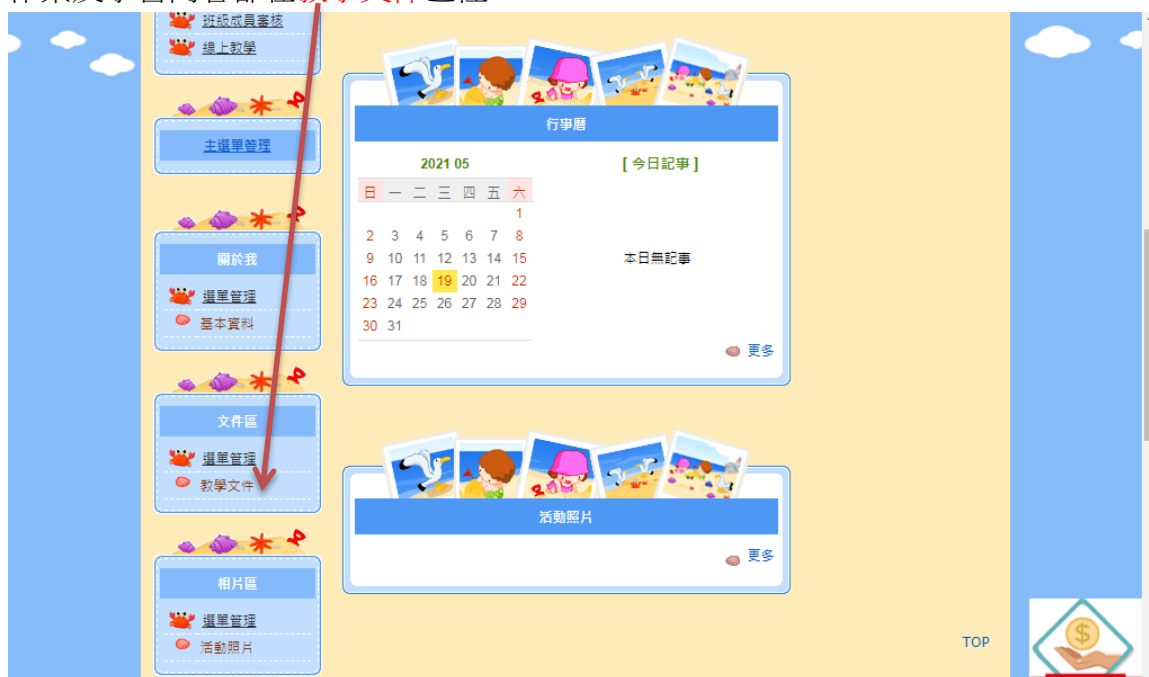 班級成員審核
線上教學
主選單管理
關於我
選單管理
基本資料
文件區
選單管理
教學文件
相片區
選單管理
活動照片
行事曆
2021 05
日 一 二 三 四 五 六
1
2 3 4 5 6 7 8
9 10 11 12 13 14 15
16 17 18 19 20 21 22
23 24 25 26 27 28 29
30 31
[ 今日記事 ]
本日無記事
更多
活動照片
更多
TOP